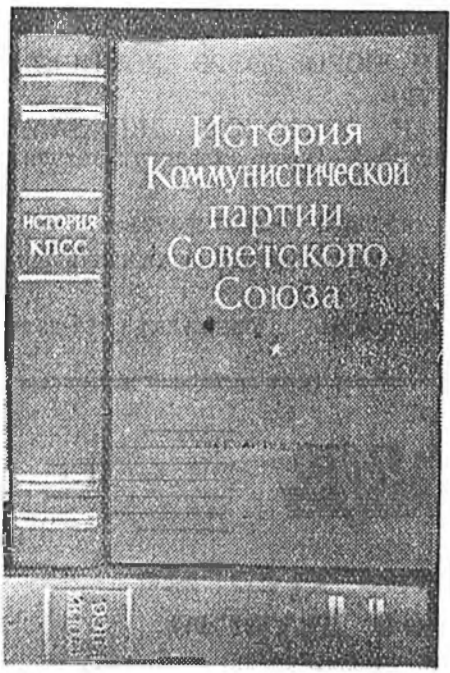 История
Коммунистической
партии
Советского
Союза
ИСТОРИЯ
КПСС